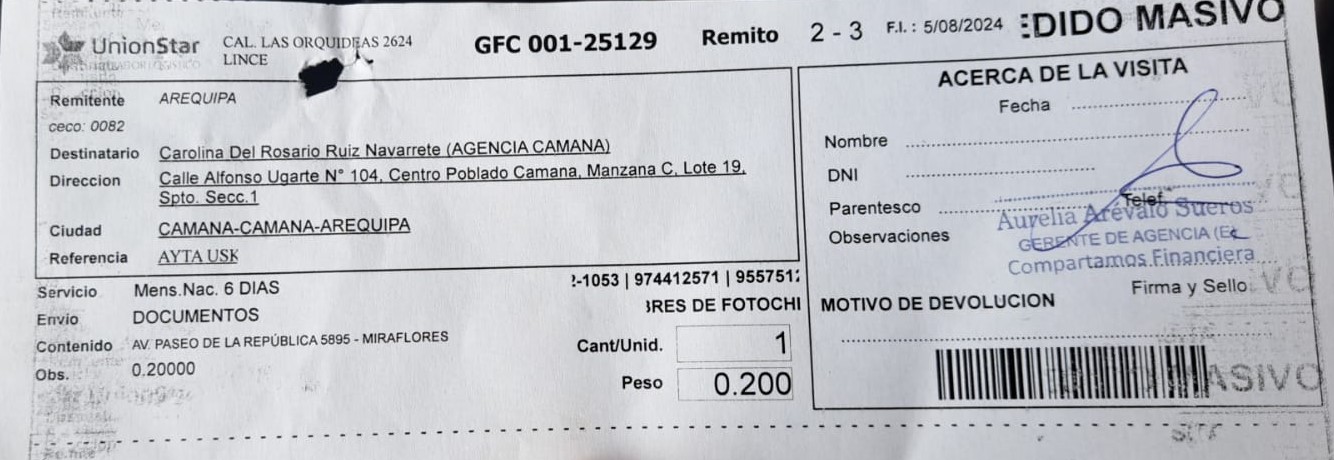 UnionStar CAL. LAS ORQUIDEAS 2624
LINCE
GFC 001-25129 Remito 2 - 3 F.I. : 5/08/2024 EDIDO MASIVO
Remitente AREQUIPA
ceco: 0082
Destinatario Carolina Del Rosario Ruiz Navarrete (AGENCIA CAMANA)
Direccion Calle Alfonso Ugarte N° 104, Centro Poblado Camana, Manzana C, Lote 19,
Spto. Secc.1
Ciudad CAMANA-CAMANA-AREQUIPA
Referencia AYTA USK
Servicio Mens.Nac. 6 DIAS
Envio DOCUMENTOS
Contenido AV. PASEO DE LA REPÚBLICA 5895 - MIRAFLORES
Obs. 0.20000
-1053 | 974412571 | 955751
RES DE FOTOCHI
Cant/Unid. 1
Peso 0.200
ACERCA DE LA VISITA
Fecha
Nombre
DNI
Parentesco Telef.
Observaciones
Aurelia Arévalo Sueros
GERENTE DE AGENCIA (E)
Compartamos Financiera
Firma y Sello
MOTIVO DE DEVOLUCION
MASIVO